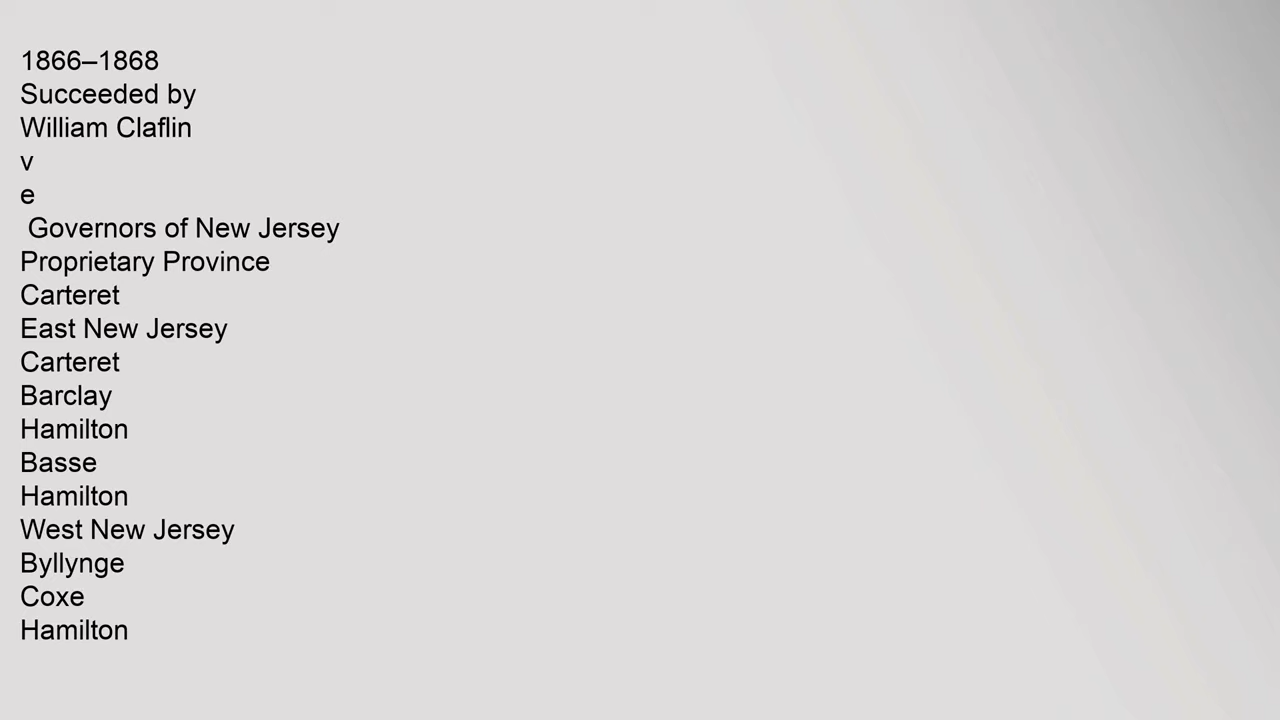 1866–1868
Succeeded by
William Claflin
v
e
Governors of New Jersey
Proprietary Province
Carteret
East New Jersey
Carteret
Barclay
Hamilton
Basse
Hamilton
West New Jersey
Byllynge
Coxe
Hamilton